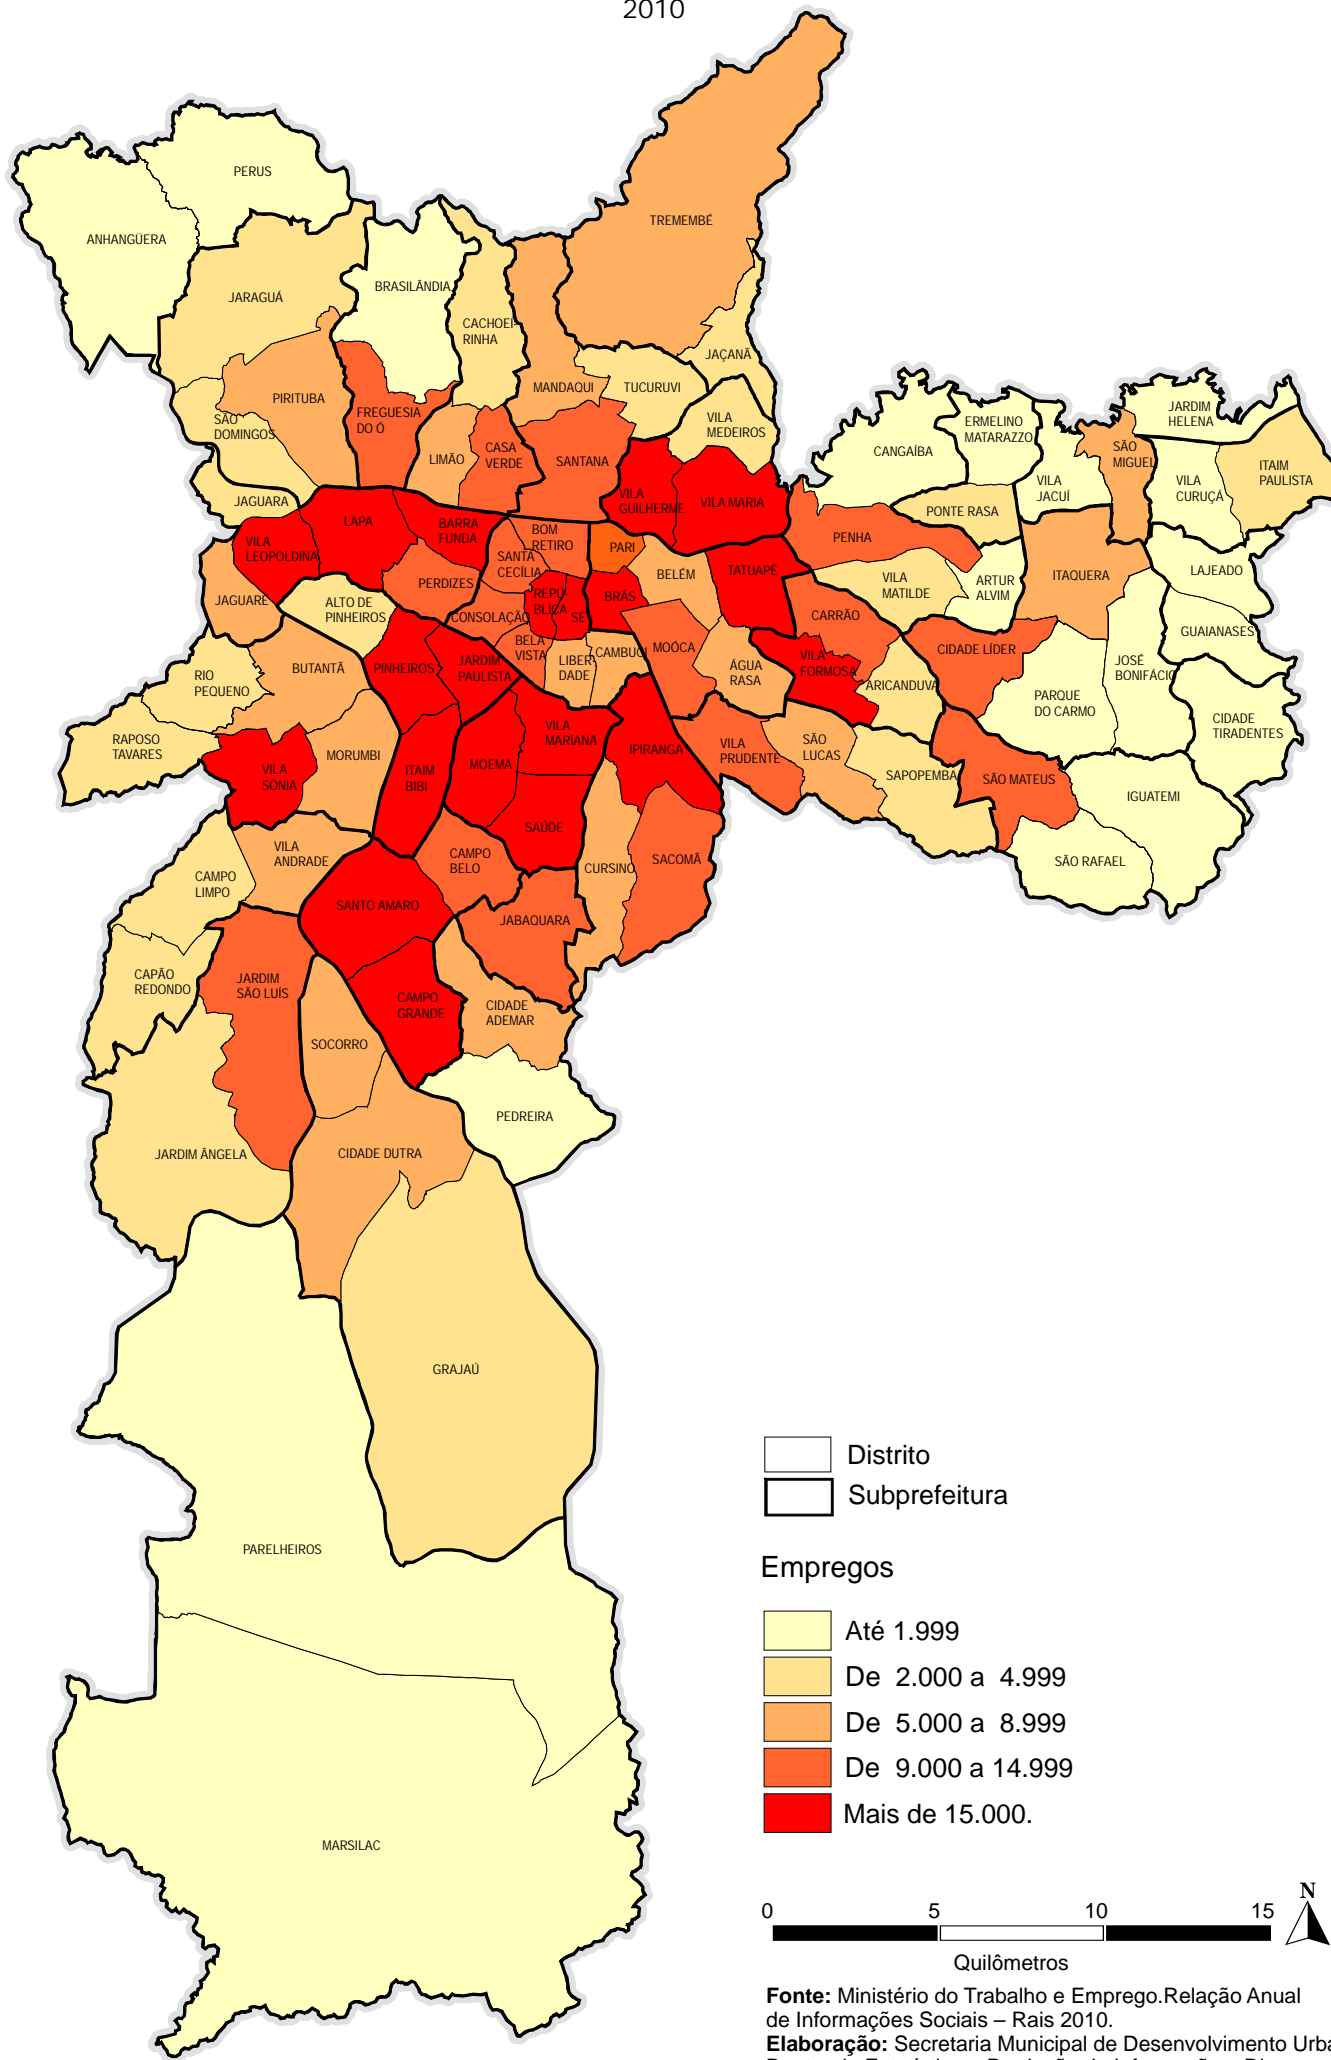 2010
PERUS
ANHANGÜERA
TREMEMBÉ
JARAGUÁ
BRASILÂNDIA
CACHOEI-
RINHA
JAÇANÃ
MANDAQUI
TUCURUVI
PIRITUBA
SÃO
DOMINGOS
FREGUESIA
DO Ó
LIMÃO
CASA
VERDE
SANTANA
VILA
MEDEIROS
CANGAÍBA
ERMELINO
MATARAZZO
JARDIM
HELENA
SÃO
MIGUEL
VILA
JACUÍ
VILA
CURUÇÁ
ITAIM
PAULISTA
JAGUARA
VILA
LEOPOLDINA
LAPA
BARRA
FUNDA
BOM
RETIRO
SANTA
CECÍLIA
PARI
VILA
GUILHERME
VILA MARIA
PENHA
PONTE RASA
PERDIZES
BELÉM
TATUAPÉ
VILA
MATILDE
ARTUR
ALVIM
ITAQUERA
LAJEADO
JAGUARÉ
ALTO DE
PINHEIROS
CONSOLAÇÃO
REPÚ-
BLICA
SÉ
BRÁS
CARRÃO
GUAIANASES
RIO
PEQUENO
BUTANTÃ
PINHEIROS
JARDIM
PAULISTA
BELA
VISTA
LIBER
DADE
CAMBUCI
MOÓCA
ÁGUA
RASA
VILA
FORMOSA
ARICANDUVA
CIDADE LÍDER
PARQUE
DO CARMO
JOSÉ
BONIFÁCIO
CIDADE
TIRADENTES
RAPOSO
TAVARES
VILA
SÔNIA
MORUMBI
ITAIM
BIBI
MOEMA
VILA
MARIANA
IPIRANGA
VILA
PRUDENTE
SÃO
LUCAS
SAPOPEMBA
SÃO MATEUS
IGUATEMI
SÃO RAFAEL
SAÚDE
CAMPO
LIMPO
VILA
ANDRADE
CAMPO
BELO
CURSINO
SACOMÃ
SANTO AMARO
JABAQUARA
CAPÃO
REDONDO
JARDIM
SÃO LUÍS
CAMPO
GRANDE
CIDADE
ADEMAR
SOCORRO
PEDREIRA
JARDIM ÂNGELA
CIDADE DUTRA
GRAJAÚ
PARELHEIROS
MARSILAC
Distrito
Subprefeitura
Empregos
Até 1.999
De 2.000 a 4.999
De 5.000 a 8.999
De 9.000 a 14.999
Mais de 15.000.
N
0 5 10 15
Quilômetros
Fonte: Ministério do Trabalho e Emprego.Relação Anual
de Informações Sociais – Rais 2010.
Elaboração: Secretaria Municipal de Desenvolvimento Urba